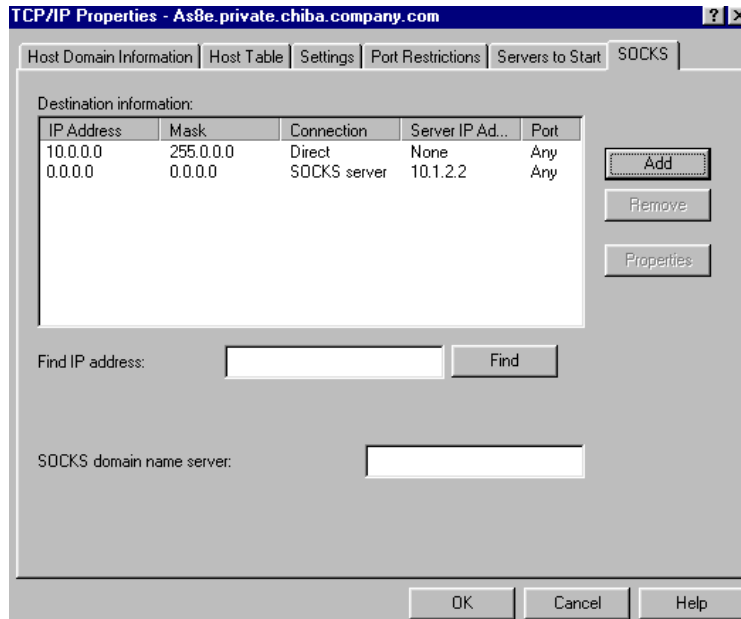 TCP/IP Properties - As8e.private.chiba.company.com
Host Domain Information Host Table Settings Port Restrictions Servers to Start SOCKS
Destination information:
IP Address Mask Connection Server IP Ad... Port
10.0.0.0 255.0.0.0 Direct None Any
0.0.0.0 0.0.0.0 SOCKS server 10.1.2.2 Any
Add
Remove
Properties
Find IP address: Find
SOCKS domain name server:
OK Cancel Help